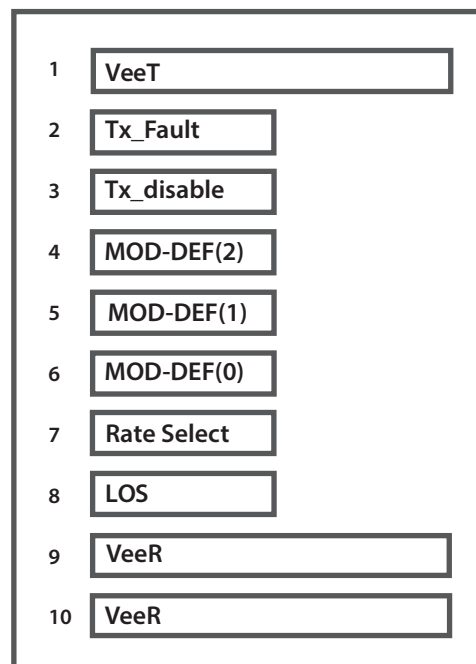 1 VeeT
2 Tx_Fault
3 Tx_disable
4 MOD-DEF(2)
5 MOD-DEF(1)
6 MOD-DEF(0)
7 Rate Select
8 LOS
9 VeeR
10 VeeR